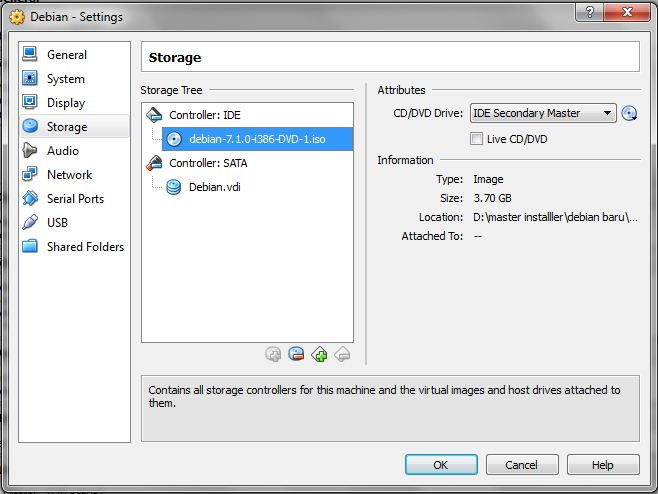 Debian - Settings
General
System
Display
Storage
Audio
Network
Serial Ports
USB
Shared Folders
Storage
Storage Tree
Controller: IDE
debian-7.1.0-i386-DVD-1.iso
Controller: SATA
Debian.vdi
Attributes
CD/DVD Drive: IDE Secondary Master
Live CD/DVD
Information
Type: Image
Size: 3.70 GB
Location: D:\master installler\debian baru\...
Attached To: --
Contains all storage controllers for this machine and the virtual images and host drives attached to
them.
OK Cancel Help